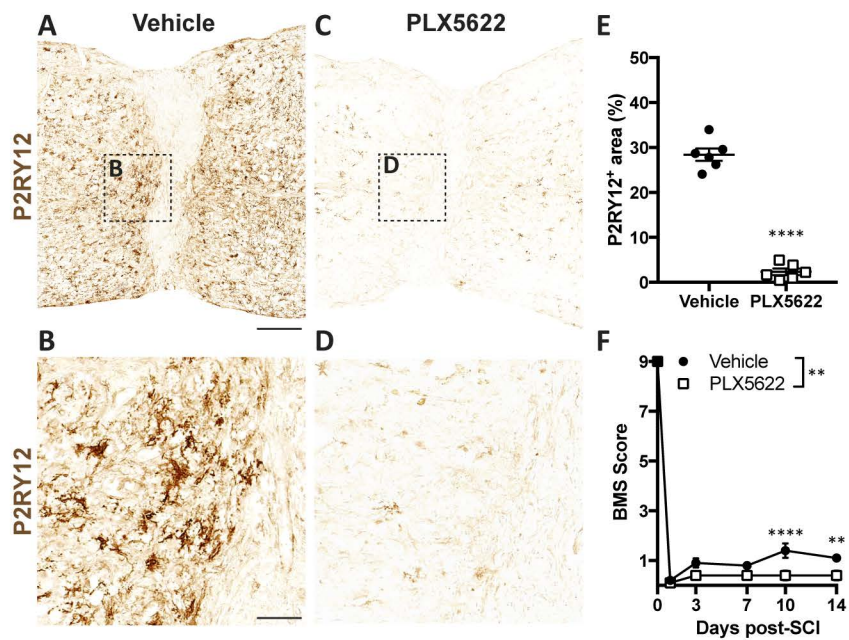 A
Vehicle
C
PLX5622
E
P2RY12
B
D
P2RY12+ area (%)
50
40
30
20
10
0
****
Vehicle
PLX5622
B
D
F
P2RY12
BMS Score
9
7
5
3
1
Vehicle
PLX5622
**
****
**
0
3
7
10
14
Days post-SCI